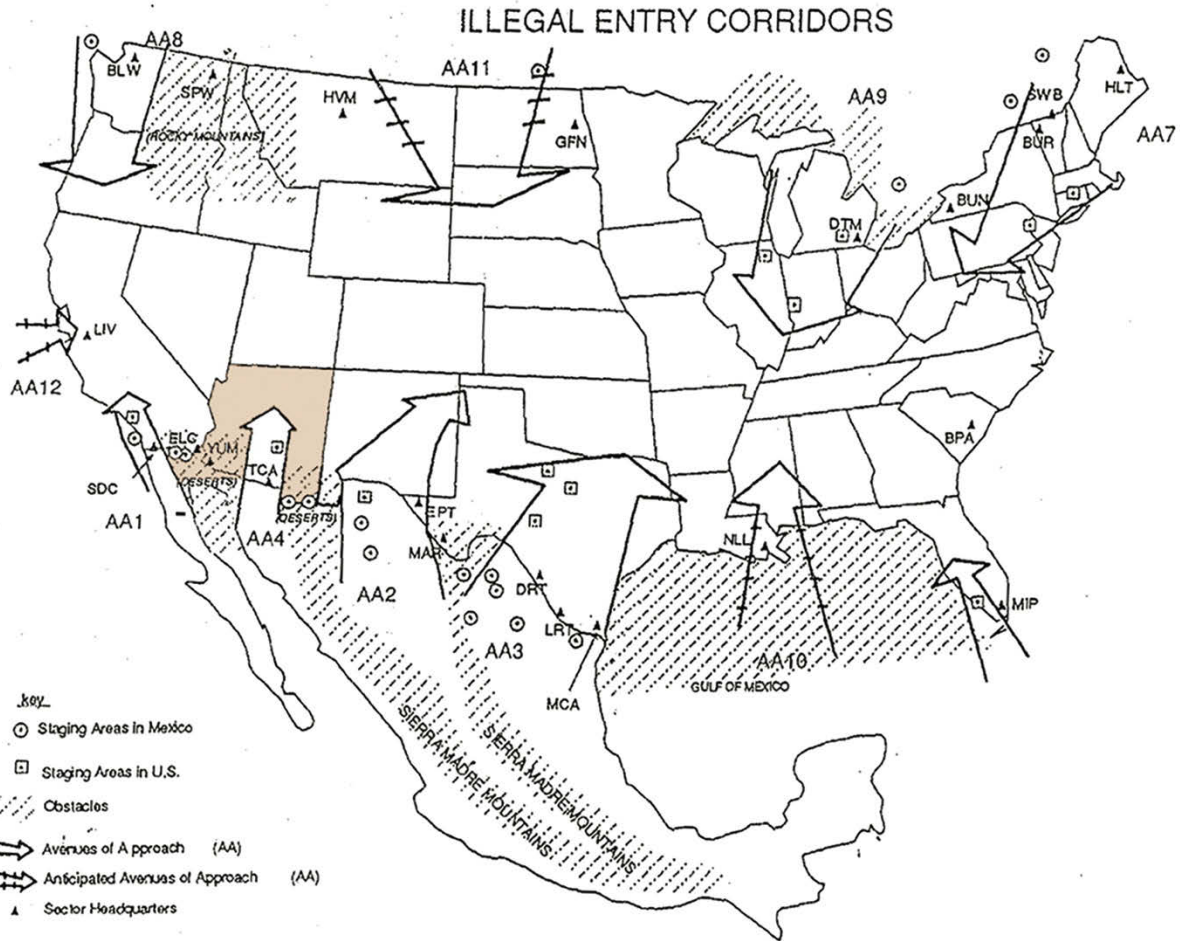 ILLEGAL ENTRY CORRIDORS
AA8
BLW
SPW
(ROCKY MOUNTAINS)
HVM
AA11
GFN
AA9
SWB
HLT
BUR
AA7
BUN
DTM
LIV
AA12
ELC
YUM
TCA
(DESERTS)
(DESERTS)
SDC
AA1
AA4
EPT
MAR
AA2
DRT
LRT
AA3
MCA
BPA
NLL
MIP
AA10
GULF OF MEXICO
SIERRA MADRE MOUNTAINS
SIERRA MADRE MOUNTAINS
key
Staging Areas in Mexico
Staging Areas in U.S.
Obstacles
Avenues of Approach (AA)
Anticipated Avenues of Approach (AA)
Sector Headquarters